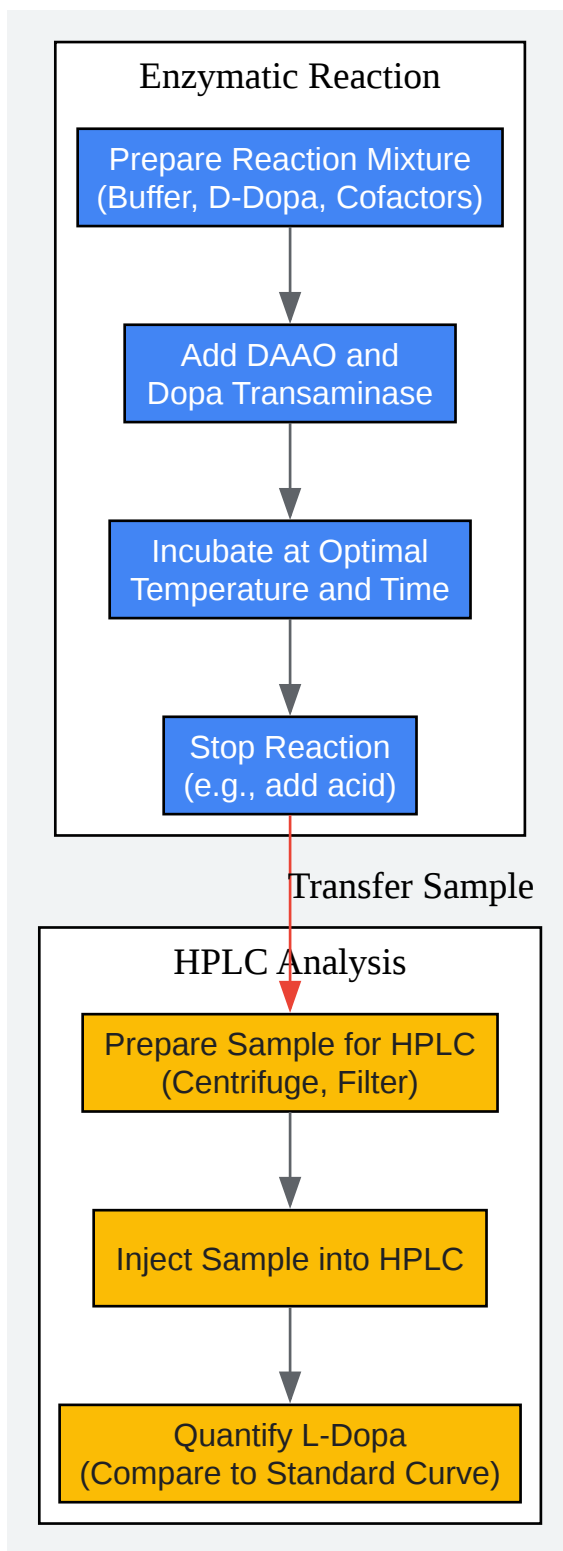 Enzymatic Reaction
Prepare Reaction Mixture
(Buffer, D-Dopa, Cofactors)
Add DAAO and
Dopa Transaminase
Incubate at Optimal
Temperature and Time
Stop Reaction
(e.g., add acid)
Transfer Sample
HPLC Analysis
Prepare Sample for HPLC
(Centrifuge, Filter)
Inject Sample into HPLC
Quantify L-Dopa
(Compare to Standard Curve)